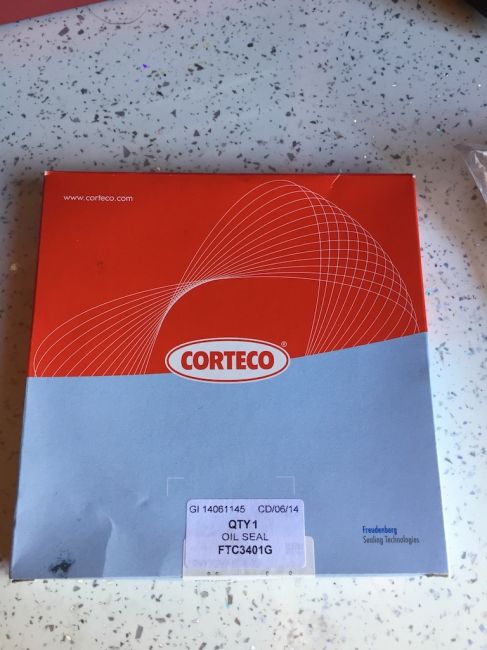 www.corteco.com
CORTECO®
GI 14061145 CD/06/14
QTY 1
OIL SEAL
FTC3401G
Freudenberg
Sealing Technologies